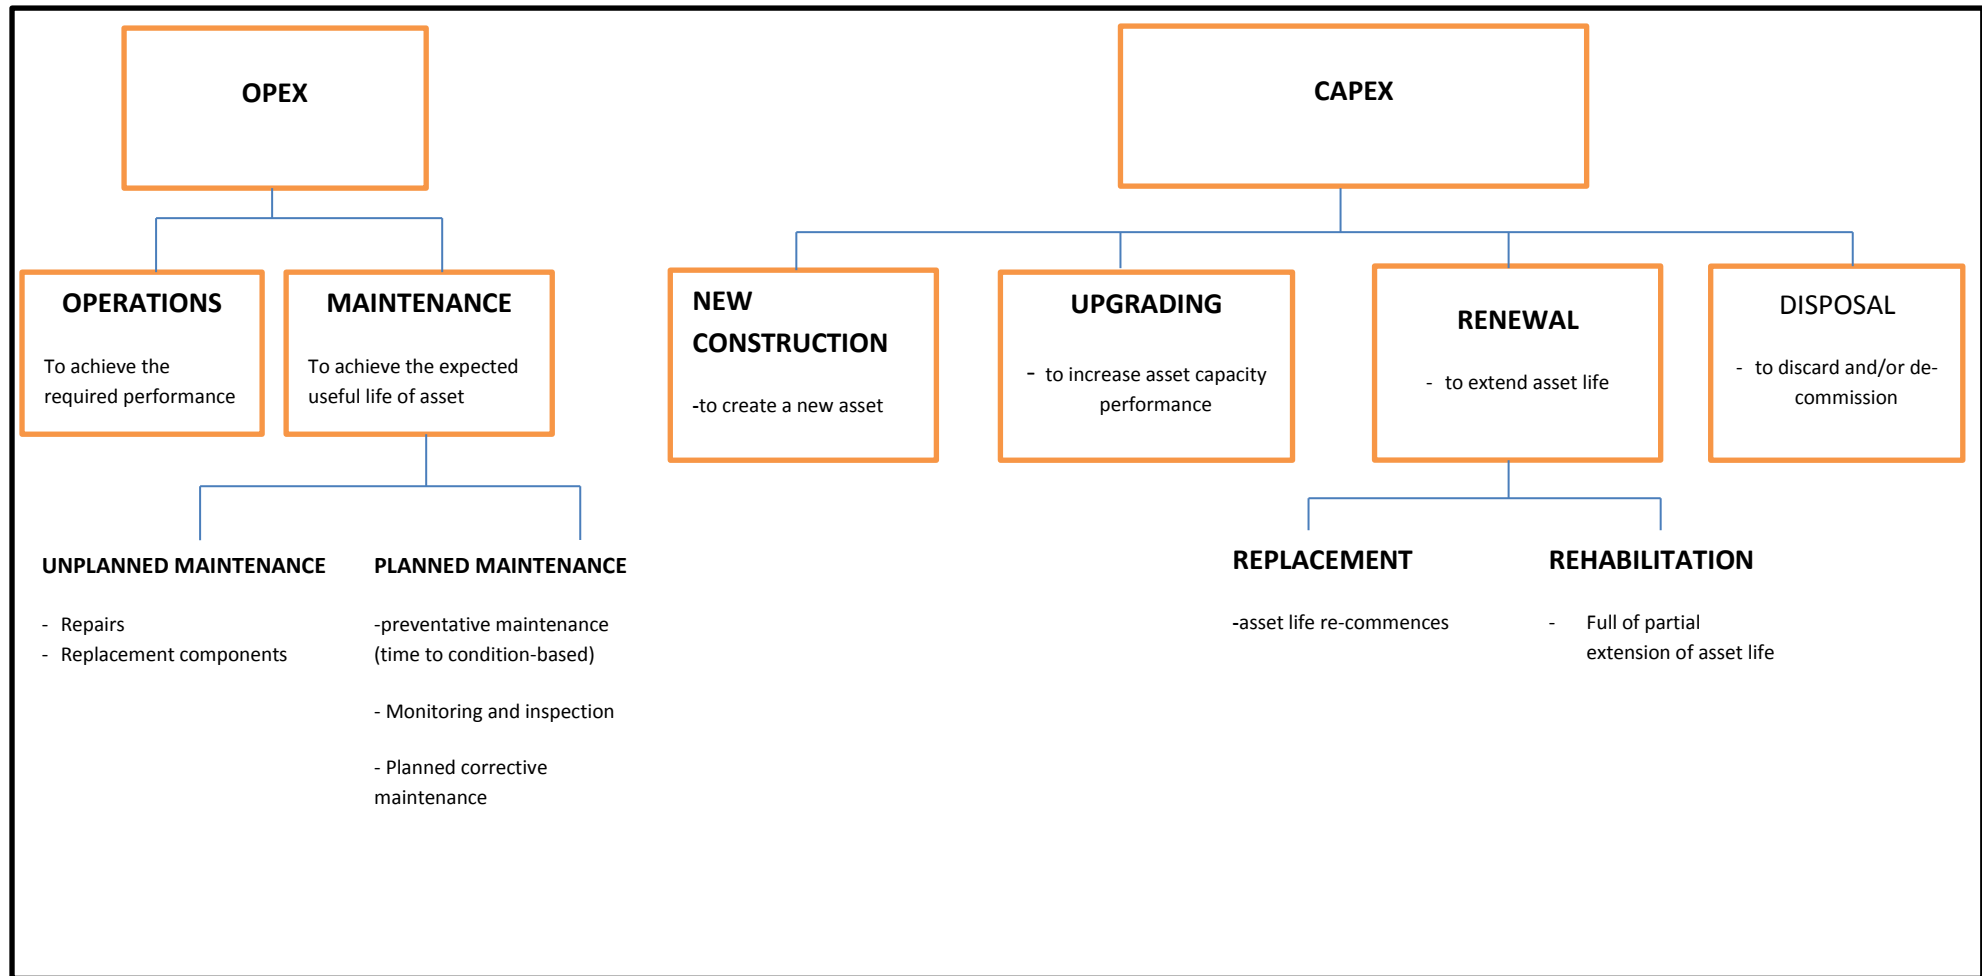 OPEX
CAPEX
OPERATIONS
To achieve the
required performance
MAINTENANCE
To achieve the expected
useful life of asset
NEW
CONSTRUCTION
-to create a new asset
UPGRADING
- to increase asset capacity
performance
RENEWAL
- to extend asset life
DISPOSAL
- to discard and/or de-
commission
UNPLANNED MAINTENANCE
- Repairs
- Replacement components
PLANNED MAINTENANCE
-preventative maintenance
(time to condition-based)
- Monitoring and inspection
- Planned corrective
maintenance
REPLACEMENT
-asset life re-commences
REHABILITATION
- Full of partial
extension of asset life